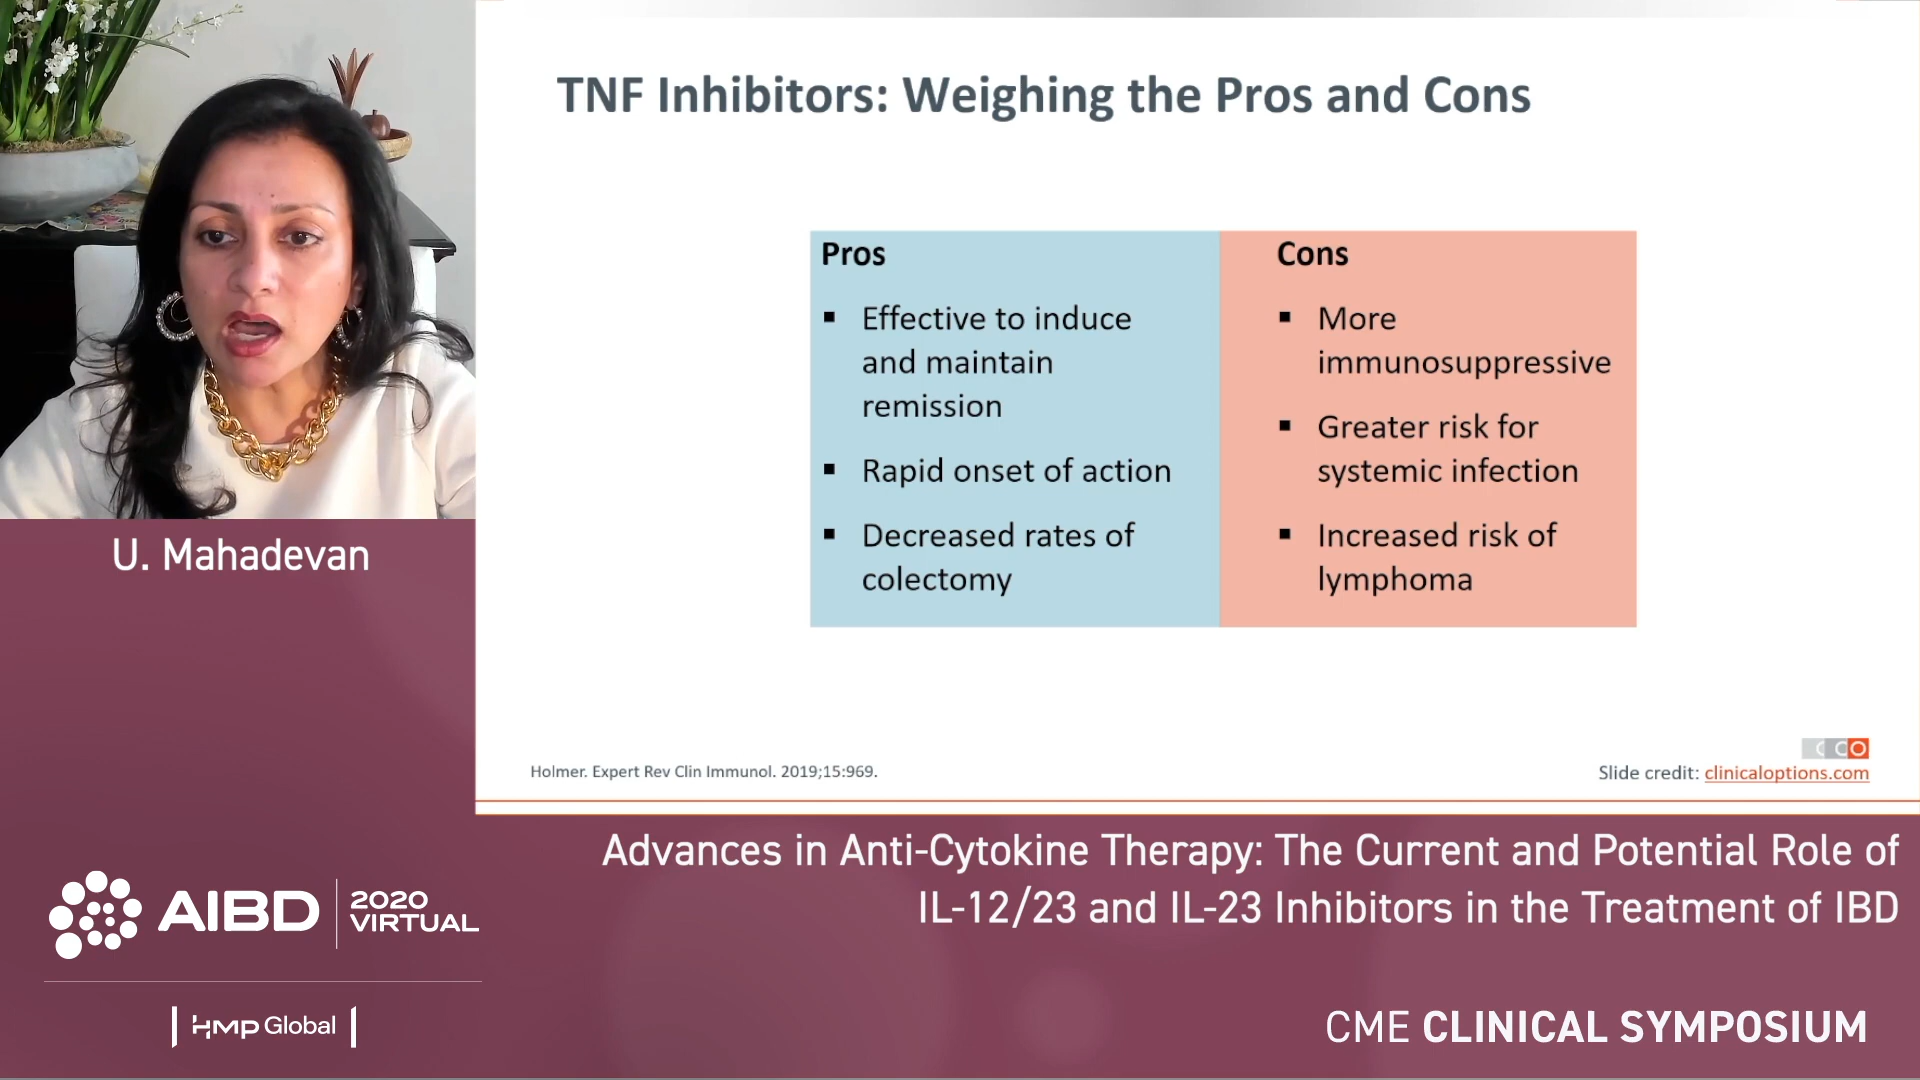 TNF Inhibitors: Weighing the Pros and Cons
Pros
▪ Effective to induce
and maintain
remission
▪ Rapid onset of action
▪ Decreased rates of
colectomy
Cons
▪ More
immunosuppressive
▪ Greater risk for
systemic infection
▪ Increased risk of
lymphoma
Holmer. Expert Rev Clin Immunol. 2019;15:969.
CCO
Slide credit: clinicaloptions.com
U. Mahadevan
Advances in Anti-Cytokine Therapy: The Current and Potential Role of
IL-12/23 and IL-23 Inhibitors in the Treatment of IBD
AIBD
2020
VIRTUAL
HMP Global
CME CLINICAL SYMPOSIUM